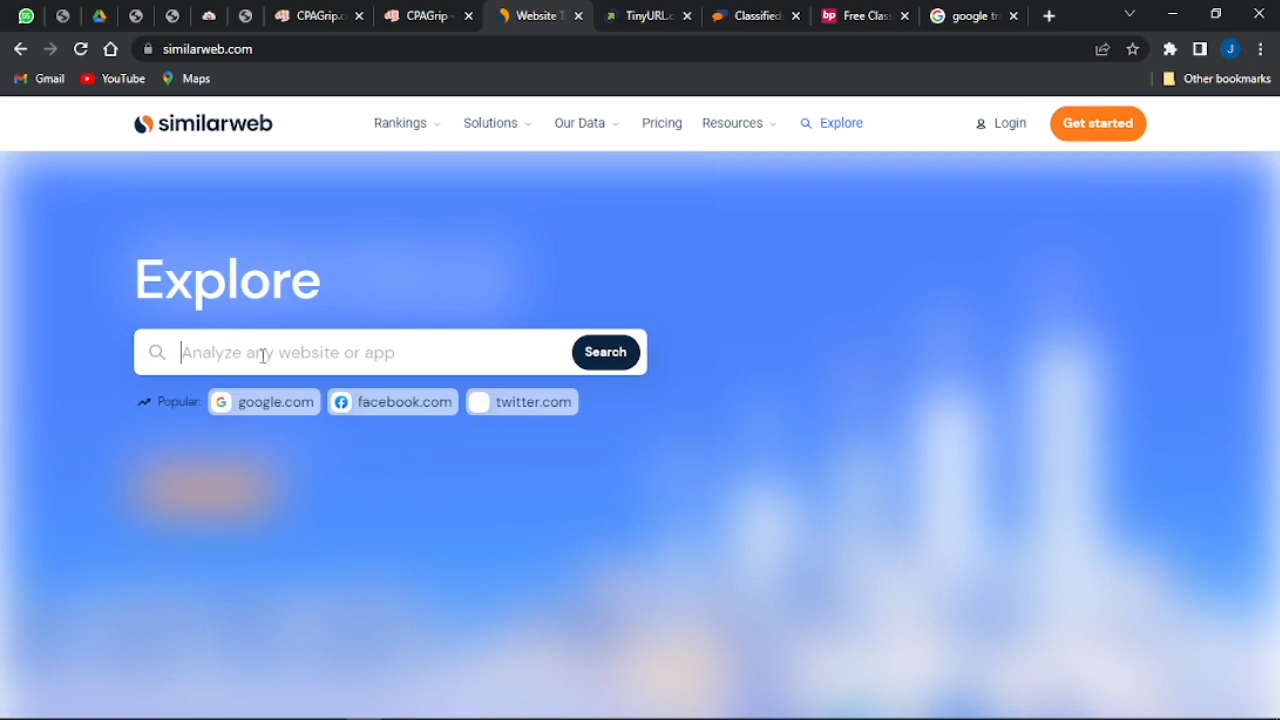 CPAGrip.c
CPAGrip -
Website T
TinyURL.c
Classified
bp
Free Clas
google tr
similarweb.com
J
Gmail
YouTube
Maps
Other bookmarks
similarweb
Rankings
Solutions
Our Data
Pricing
Resources
Explore
Login
Get started
Explore
Analyze any website or app
Search
Popular:
google.com
facebook.com
twitter.com